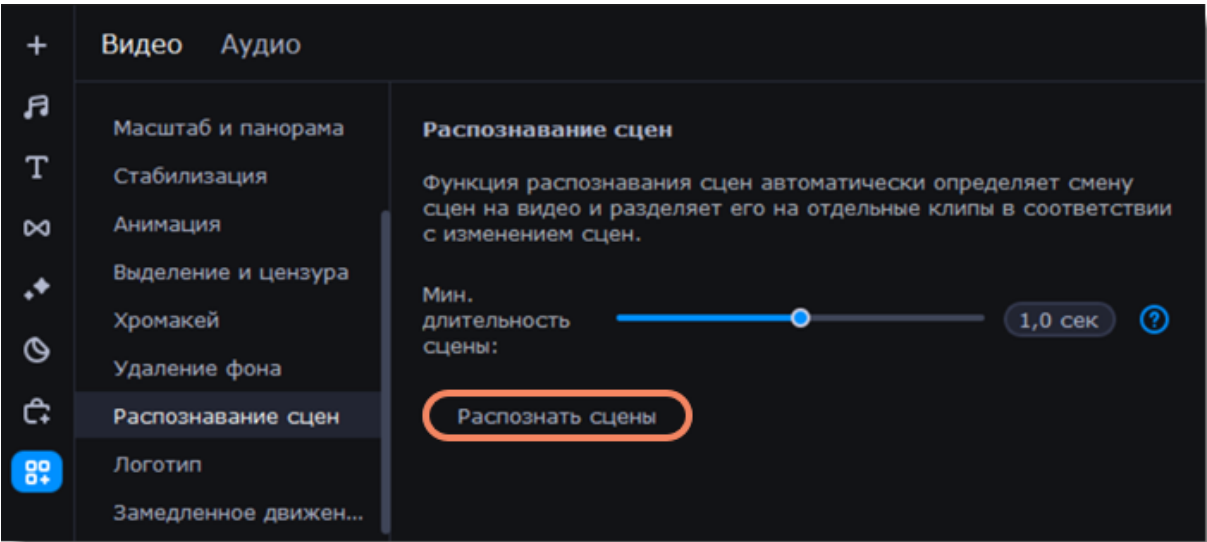 Видео Аудио
Масштаб и панорама
Стабилизация
Анимация
Выделение и цензура
Хромакей
Удаление фона
Распознавание сцен
Логотип
Замедленное движен...
Распознавание сцен
Функция распознавания сцен автоматически определяет смену
сцен на видео и разделяет его на отдельные клипы в соответствии
с изменением сцен.
Мин.
длительность
сцены:
1,0 сек
?
Распознать сцены